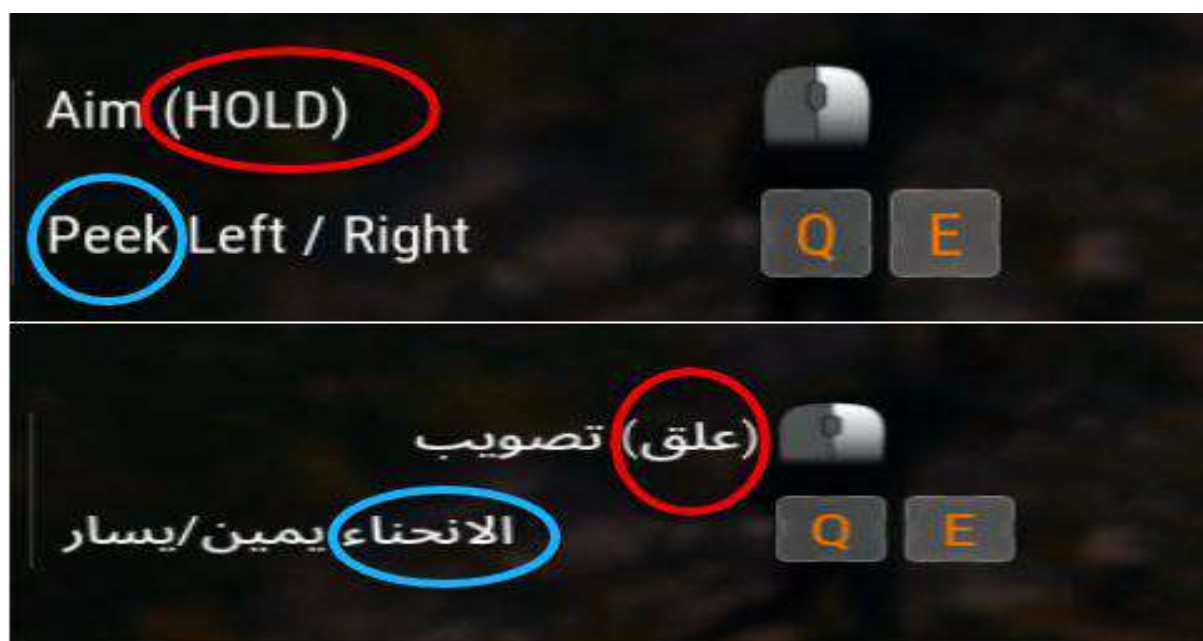 Aim (HOLD)
Peek Left / Right
Q E
(علق) تصويب
الانحناء يمين/يسار
Q E